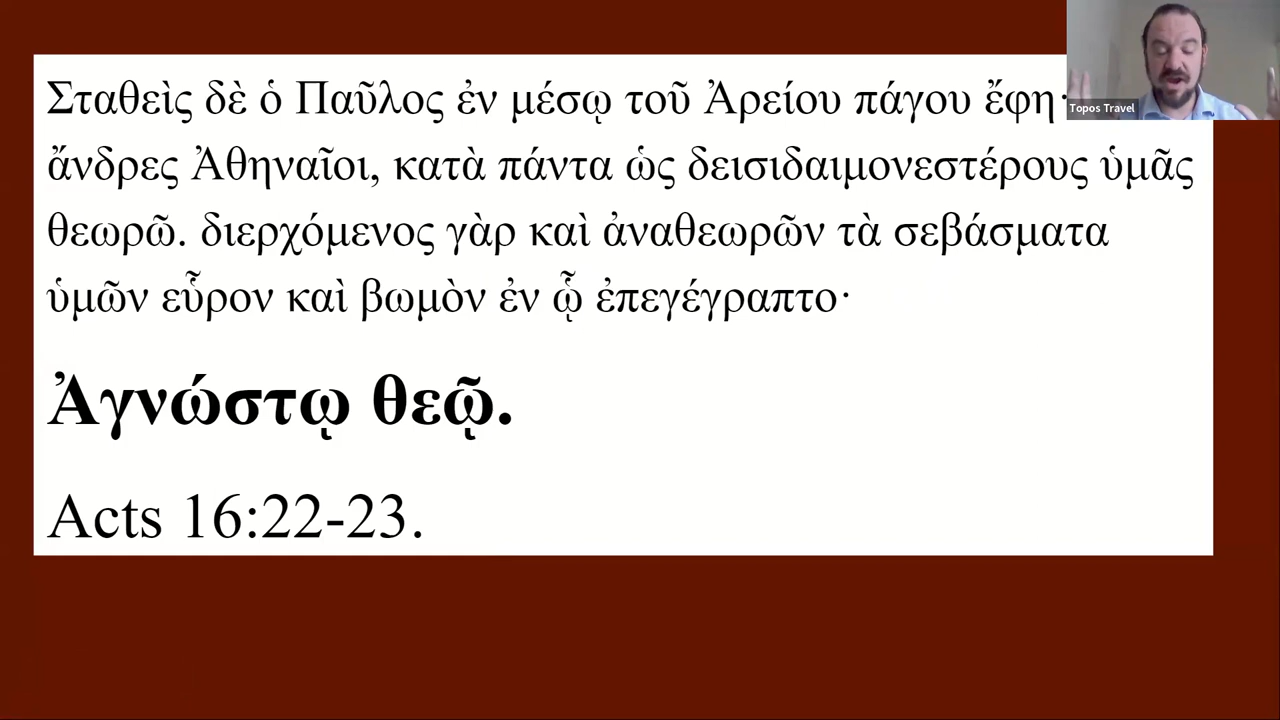 Σταθεὶς δὲ ὁ Παῦλος ἐν μέσῳ τοῦ Ἀρείου πάγου ἔφη·
Topos Travel
ἄνδρες Ἀθηναῖοι, κατὰ πάντα ὡς δεισιδαιμονεστέρους ὑμᾶς
θεωρῶ. διερχόμενος γὰρ καὶ ἀναθεωρῶν τὰ σεβάσματα
ὑμῶν εὗρον καὶ βωμὸν ἐν ᾧ ἐπεγέγραπτο·
Ἀγνώστῳ θεῷ.
Acts 16:22-23.